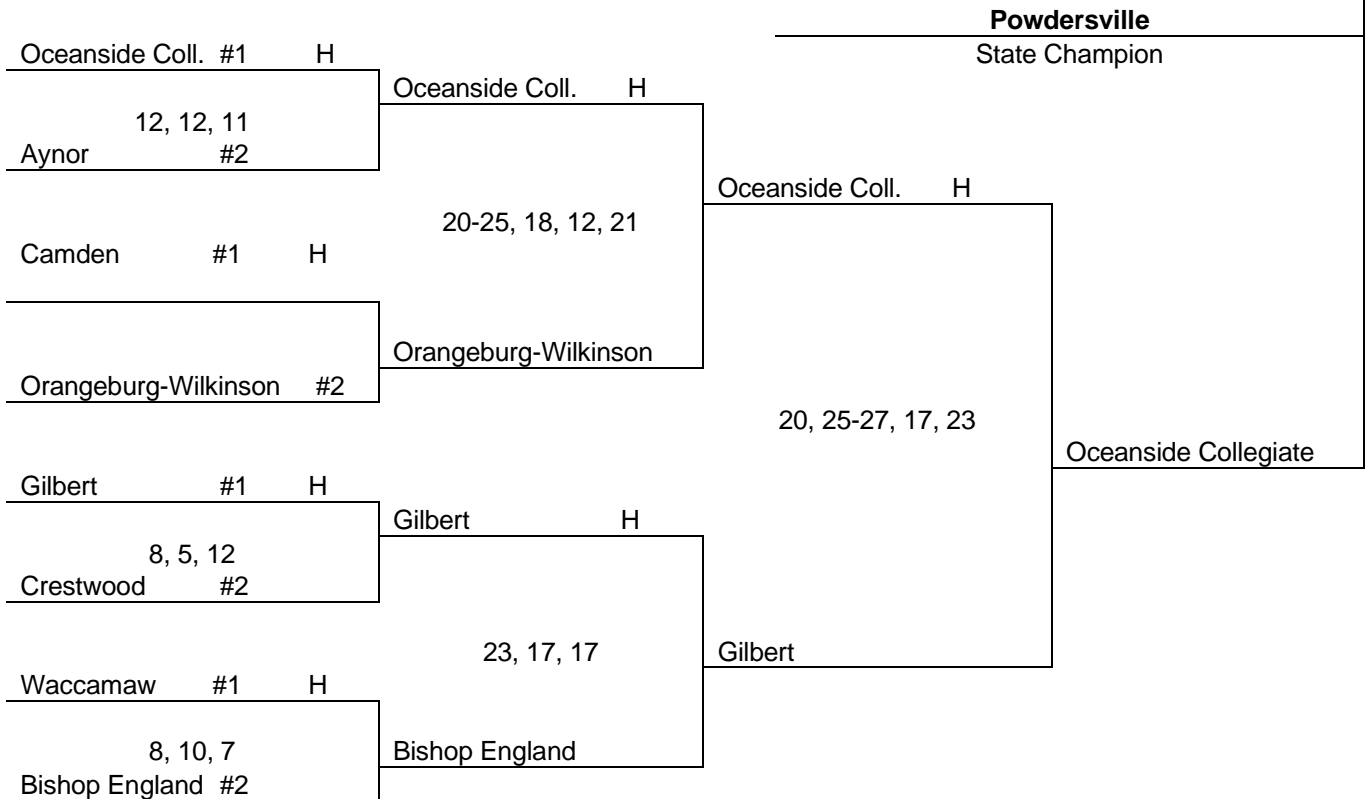 Powdersville
State Champion
Oceanside Coll. #1 H
Oceanside Coll. H
12, 12, 11
Aynor #2
Oceanside Coll. H
20-25, 18, 12, 21
Camden #1 H
Orangeburg-Wilkinson
Orangeburg-Wilkinson #2
20, 25-27, 17, 23
Oceanside Collegiate
Gilbert #1 H
Gilbert H
8, 5, 12
Crestwood #2
23, 17, 17
Gilbert
Waccamaw #1 H
8, 10, 7
Bishop England
Bishop England #2